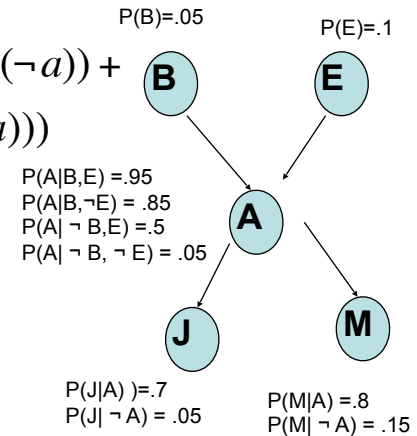 P(B)=.05
P(E)=.1
(¬a)) +
B
E
a)))
P(A|B,E) =.95
P(A|B,¬E) = .85
P(A| ¬ B,E) =.5
P(A| ¬ B, ¬ E) = .05
A
J
M
P(J|A) )=.7
P(J| ¬ A) = .05
P(M|A) =.8
P(M| ¬ A) = .15